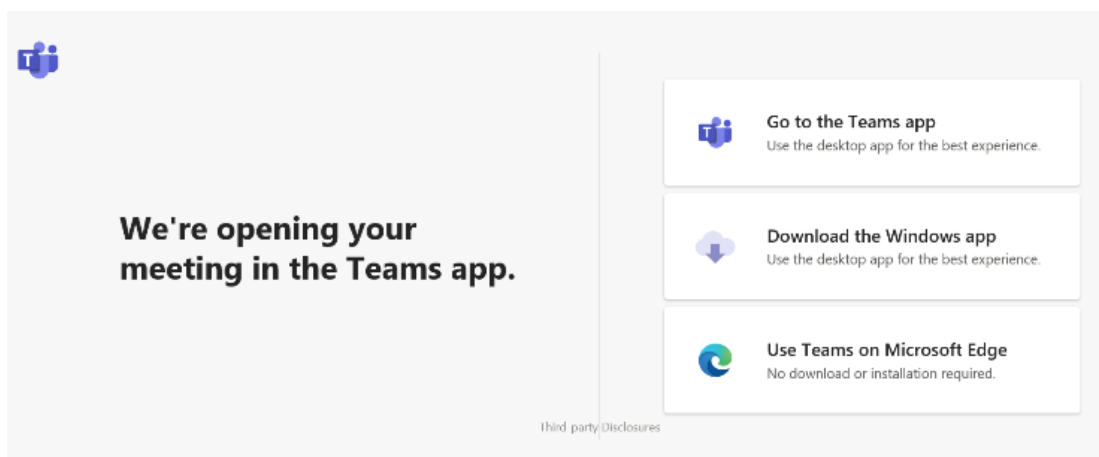 We're opening your
meeting in the Teams app.
Go to the Teams app
Use the desktop app for the best experience.
Download the Windows app
Use the desktop app for the best experience.
Use Teams on Microsoft Edge
No download or installation required.
Third party Disclosures